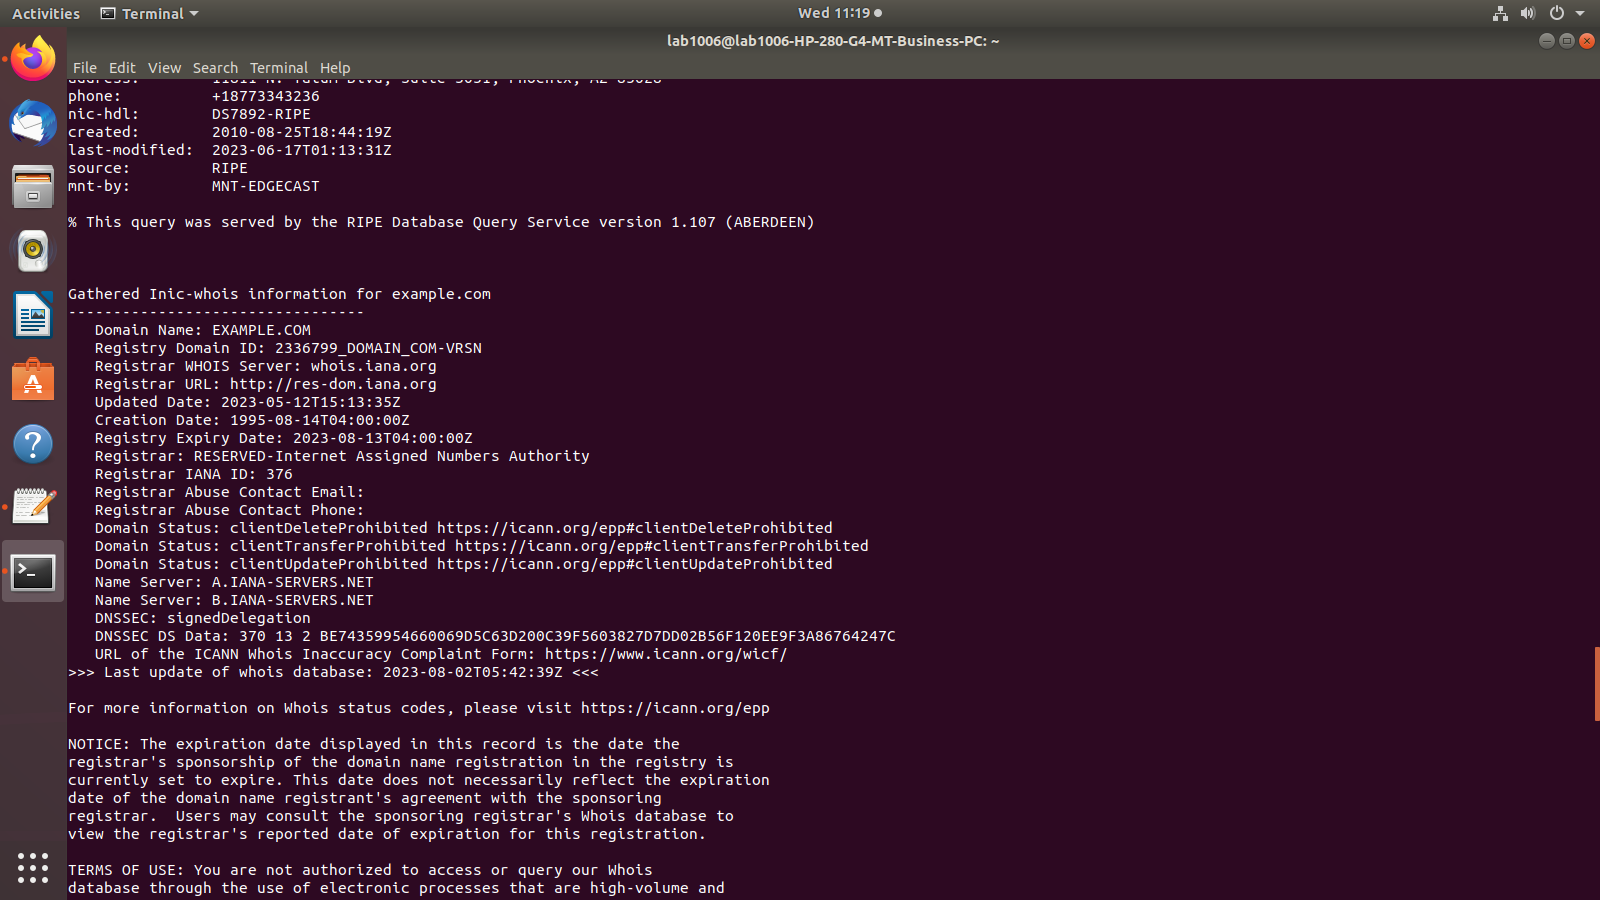 Activities Terminal Wed 11:19
lab1006@lab1006-HP-280-G4-MT-Business-PC: ~
File Edit View Search Terminal Help
address: 11811 N. Tatum Blvd, Suite 3031, Phoenix, AZ 85028
phone: +18773343236
nic-hdl: DS7892-RIPE
created: 2010-08-25T18:44:19Z
last-modified: 2023-06-17T01:13:31Z
source: RIPE
mnt-by: MNT-EDGECAST
% This query was served by the RIPE Database Query Service version 1.107 (ABERDEEN)
Gathered Inic-whois information for example.com
---------------------------------
Domain Name: EXAMPLE.COM
Registry Domain ID: 2336799_DOMAIN_COM-VRSN
Registrar WHOIS Server: whois.iana.org
Registrar URL: http://res-dom.iana.org
Updated Date: 2023-05-12T15:13:35Z
Creation Date: 1995-08-14T04:00:00Z
Registry Expiry Date: 2023-08-13T04:00:00Z
Registrar: RESERVED-Internet Assigned Numbers Authority
Registrar IANA ID: 376
Registrar Abuse Contact Email:
Registrar Abuse Contact Phone:
Domain Status: clientDeleteProhibited https://icann.org/epp#clientDeleteProhibited
Domain Status: clientTransferProhibited https://icann.org/epp#clientTransferProhibited
Domain Status: clientUpdateProhibited https://icann.org/epp#clientUpdateProhibited
Name Server: A.IANA-SERVERS.NET
Name Server: B.IANA-SERVERS.NET
DNSSEC: signedDelegation
DNSSEC DS Data: 370 13 2 BE74359954660069D5C63D200C39F5603827D7DD02B56F120EE9F3A86764247C
URL of the ICANN Whois Inaccuracy Complaint Form: https://www.icann.org/wicf/
>>> Last update of whois database: 2023-08-02T05:42:39Z <<<
For more information on Whois status codes, please visit https://icann.org/epp
NOTICE: The expiration date displayed in this record is the date the
registrar's sponsorship of the domain name registration in the registry is
currently set to expire. This date does not necessarily reflect the expiration
date of the domain name registrant's agreement with the sponsoring
registrar.  Users may consult the sponsoring registrar's Whois database to
view the registrar's reported date of expiration for this registration.
TERMS OF USE: You are not authorized to access or query our Whois
database through the use of electronic processes that are high-volume and